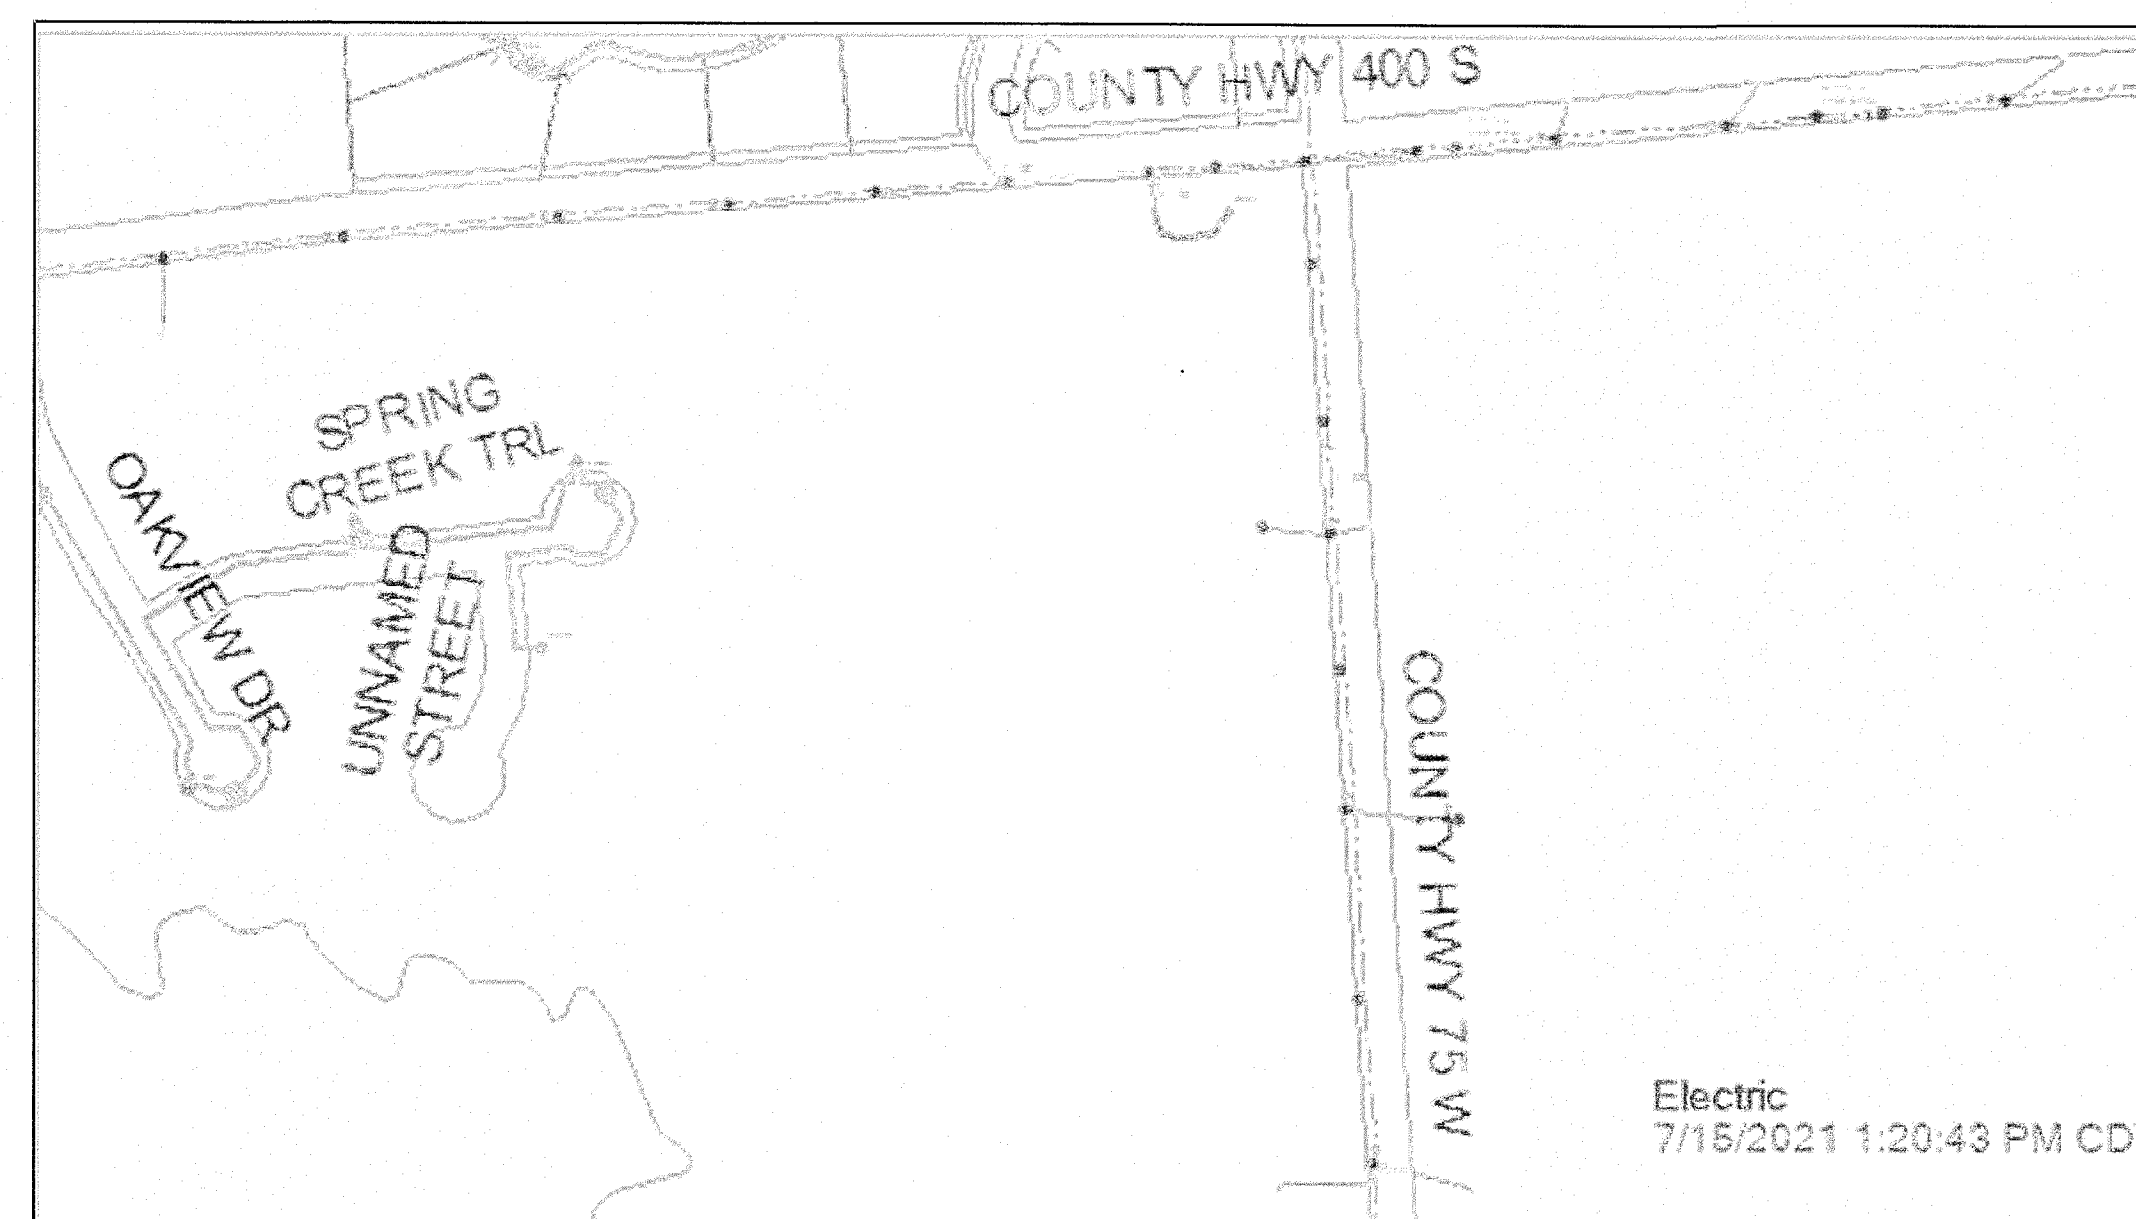 COUNTY HWY 400 S
SPRING
CREEK TRL
OAKVIEW DR
UNNAMED
STREET
COUNTY HWY 75 W
Electric
7/15/2021 1:20:43 PM CD